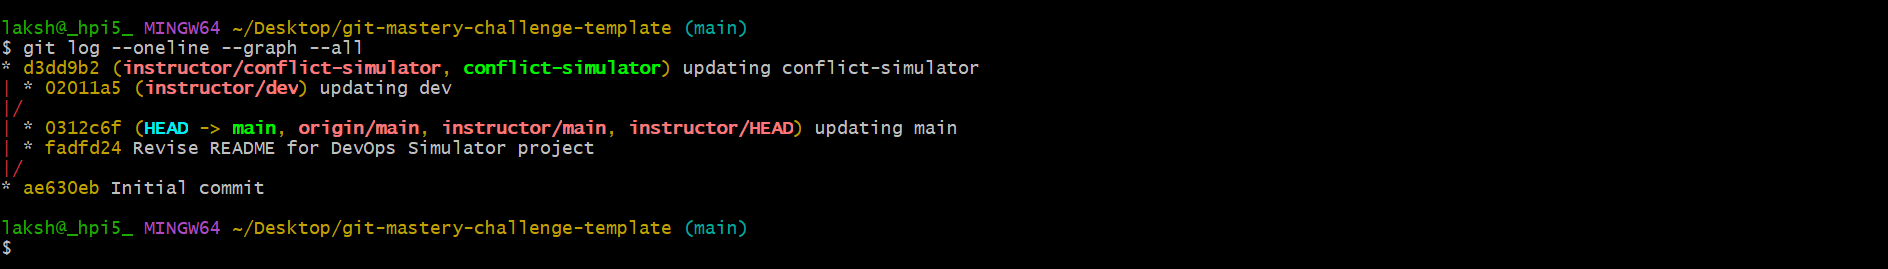 laksh@_hpi5_ MINGW64 ~/Desktop/git-mastery-challenge-template (main)
$ git log --oneline --graph --all
* d3dd9b2 (instructor/conflict-simulator, conflict-simulator) updating conflict-simulator
| * 02011a5 (instructor/dev) updating dev
|/
| * 0312c6f (HEAD -> main, origin/main, instructor/main, instructor/HEAD) updating main
| * fadfd24 Revise README for DevOps Simulator project
|/
* ae630eb Initial commit
laksh@_hpi5_ MINGW64 ~/Desktop/git-mastery-challenge-template (main)
$